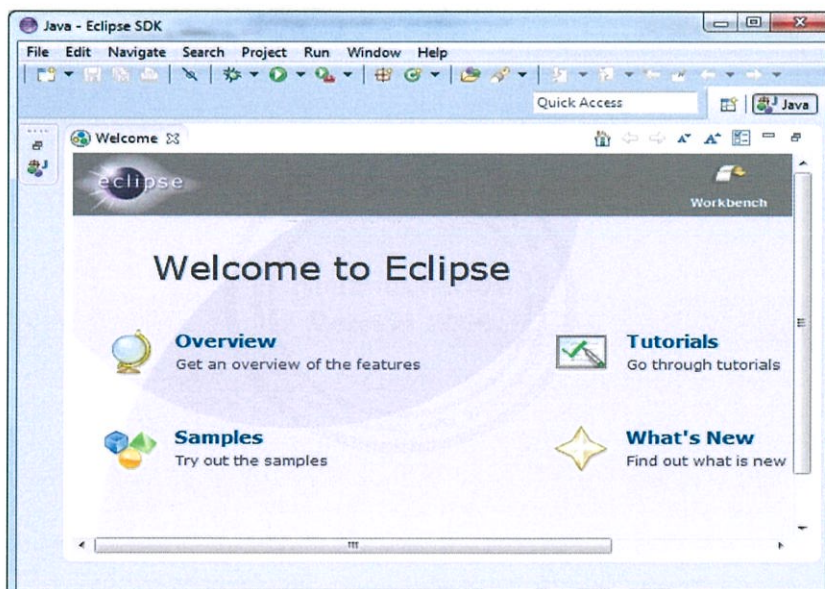 Java - Eclipse SDK
File Edit Navigate Search Project Run Window Help
Quick Access
Java
Welcome
eclipse
Workbench
Welcome to Eclipse
Overview
Get an overview of the features
Tutorials
Go through tutorials
Samples
Try out the samples
What's New
Find out what is new